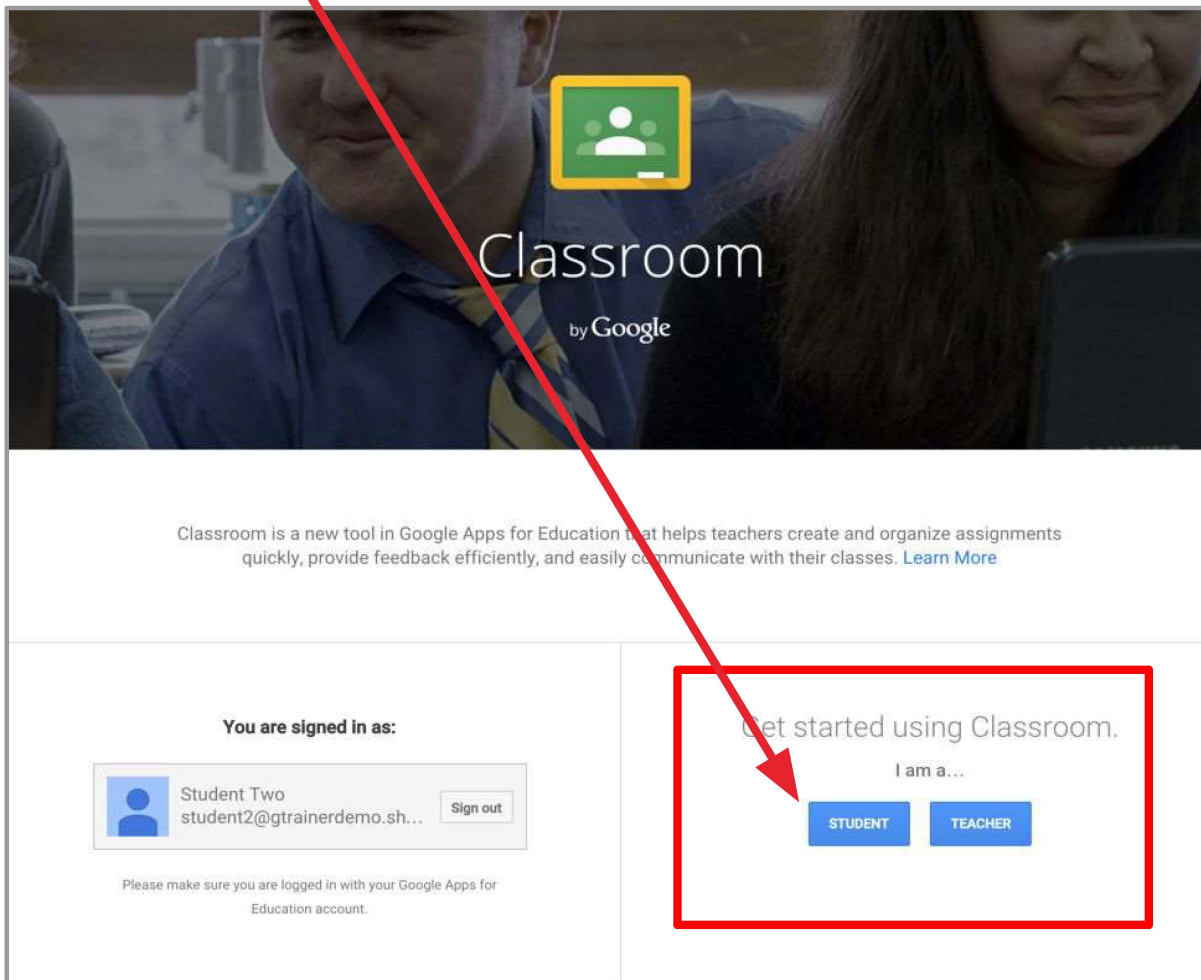 Classroom
by Google
Classroom is a new tool in Google Apps for Education that helps teachers create and organize assignments
quickly, provide feedback efficiently, and easily communicate with their classes. Learn More
You are signed in as:
Student Two
student2@gtrainerdemo.sh...
Sign out
Please make sure you are logged in with your Google Apps for
Education account.
Get started using Classroom.
I am a...
STUDENT
TEACHER